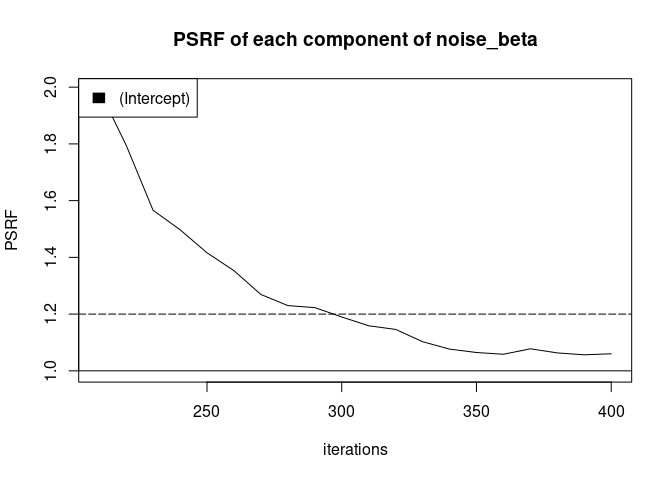 PSRF of each component of noise_beta
(Intercept)
PSRF
2.0
1.8
1.6
1.4
1.2
1.0
250 300 350 400
iterations